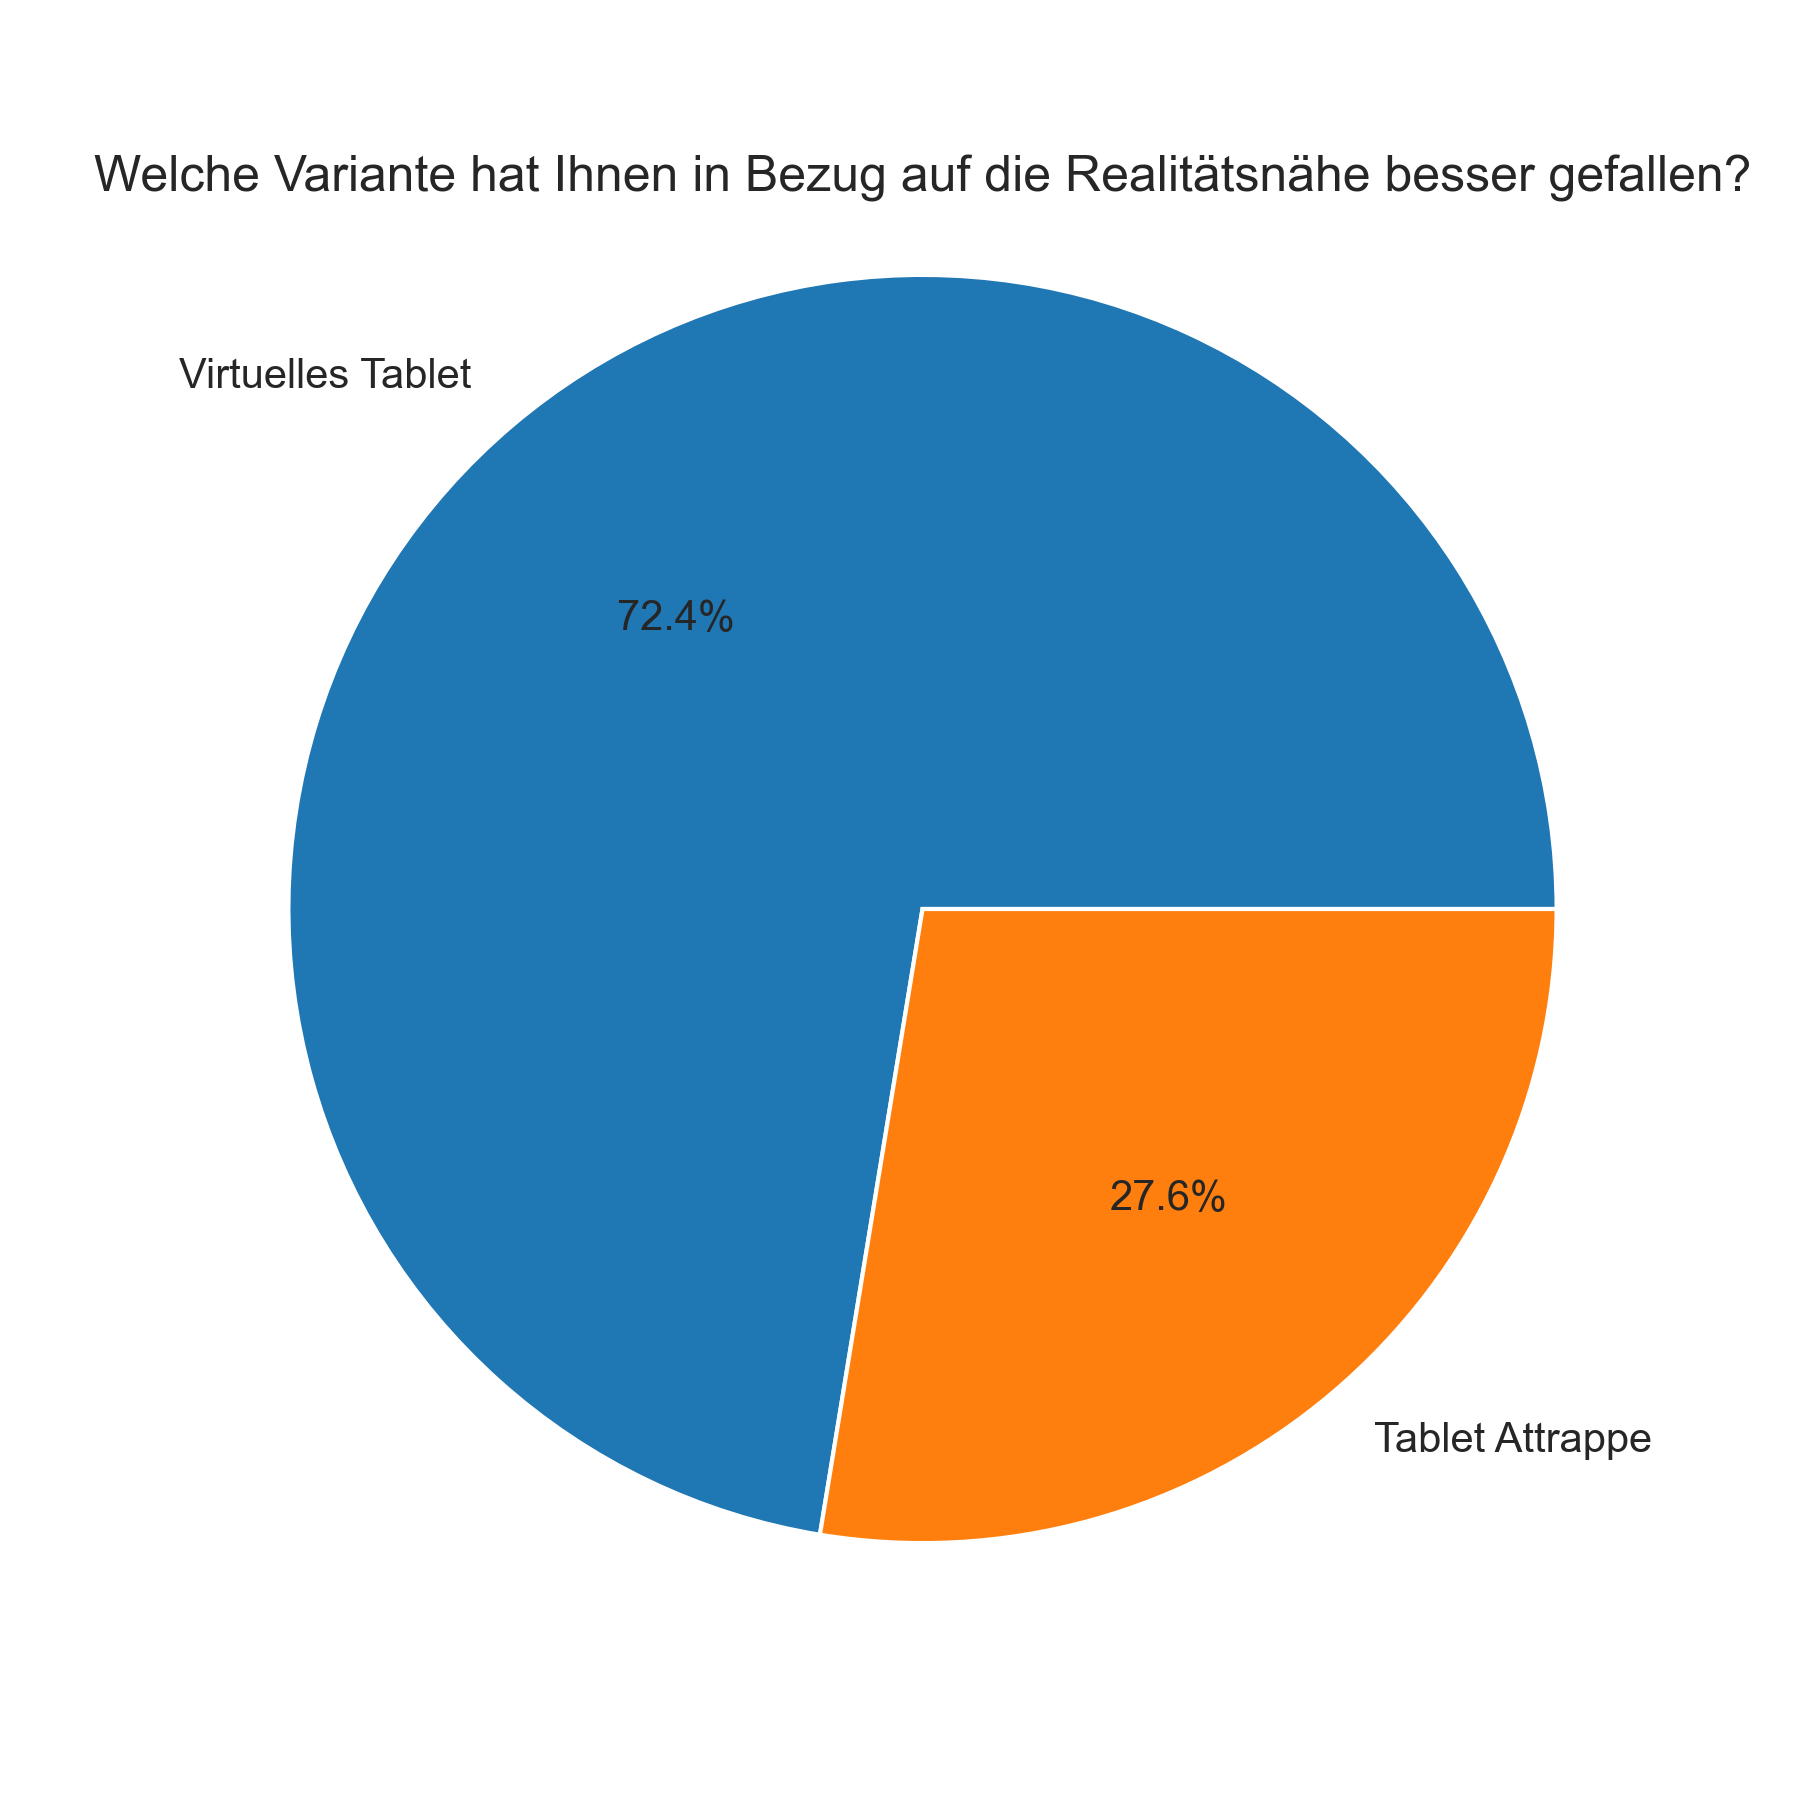 Welche Variante hat Ihnen in Bezug auf die Realitätsnähe besser gefallen?
Virtuelles Tablet
72.4%
27.6%
Tablet Attrappe